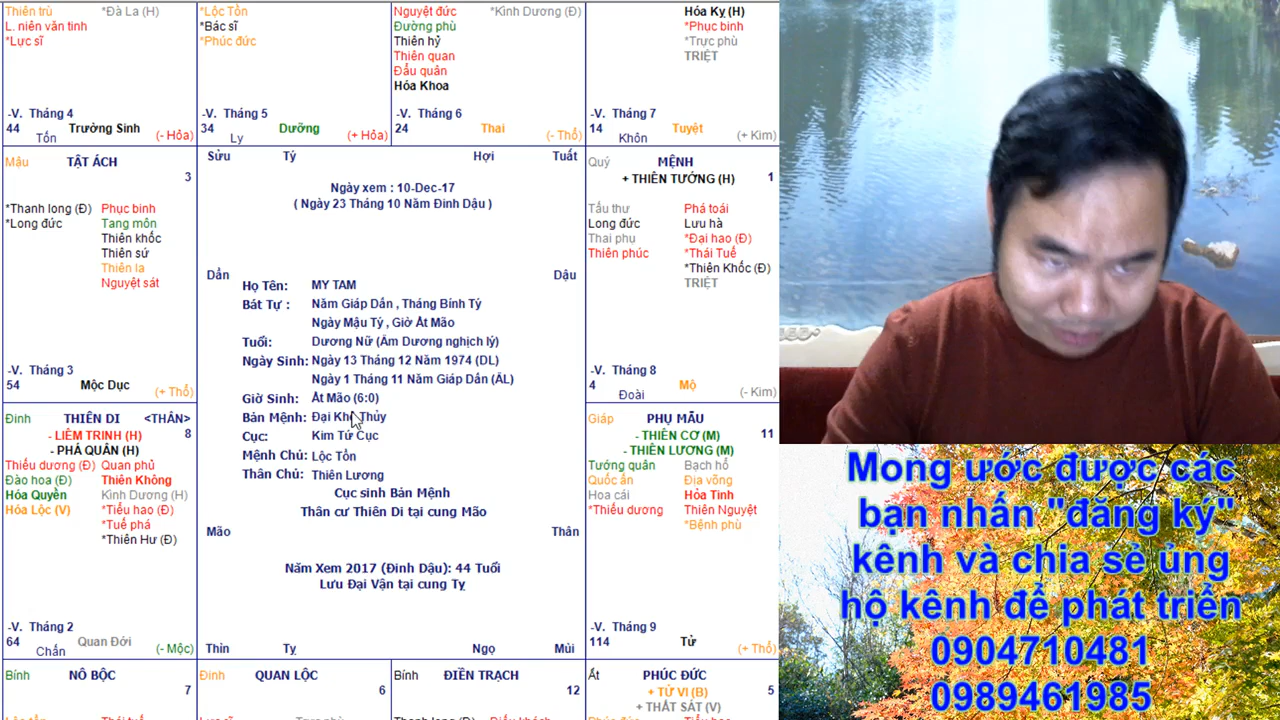 Thiên trù
*Đà La (H)
L. niên văn tinh
*Lực sĩ
-V. Tháng 4
44
Tốn
Trường Sinh
(- Hỏa)
*Lộc Tồn
*Bác sĩ
*Phúc đức
-V. Tháng 5
34
Ly
Dưỡng
(+ Hỏa)
Nguyệt đức
*Kình Dương (Đ)
Đường phù
Thiên hỷ
Thiên quan
Đẩu quân
Hóa Khoa
-V. Tháng 6
24
Thai
(- Thổ)
Hóa Kỵ (H)
*Phục binh
*Trực phù
TRIỆT
-V. Tháng 7
14
Khôn
Tuyệt
(+ Kim)
Mậu
TẬT ÁCH
3
*Thanh long (Đ)
Phục binh
*Long đức
Tang môn
Thiên khốc
Thiên sứ
Thiên la
Nguyệt sát
-V. Tháng 3
54
Mộc Dục
(+ Thổ)
Sửu
Tý
Hợi
Tuất
Ngày xem : 10-Dec-17
( Ngày 23 Tháng 10 Năm Đinh Dậu )
Dần
Dậu
Họ Tên: MY TAM
Bát Tự : Năm Giáp Dần , Tháng Bính Tý
Ngày Mậu Tý , Giờ Ất Mão
Tuổi: Dương Nữ (Âm Dương nghịch lý)
Ngày Sinh: Ngày 13 Tháng 12 Năm 1974 (DL)
Ngày 1 Tháng 11 Năm Giáp Dần (ÂL)
Giờ Sinh: Ất Mão (6:0)
Bản Mệnh: Đại Khê Thủy
Cục: Kim Tứ Cục
Mệnh Chủ: Lộc Tồn
Thân Chủ: Thiên Lương
Cục sinh Bản Mệnh
Thân cư Thiên Di tại cung Mão
Mão
Thân
Năm Xem 2017 (Đinh Dậu): 44 Tuổi
Lưu Đại Vận tại cung Tỵ
Thìn
Tỵ
Ngọ
Mùi
Quý
MỆNH
+ THIÊN TƯỚNG (H)
1
Tấu thư
Phá toái
Long đức
Lưu hà
Thai phụ
*Đại hao (Đ)
Thiên phúc
*Thái Tuế
*Thiên Khốc (Đ)
TRIỆT
-V. Tháng 8
4
Đoài
Mộ
(- Kim)
Đinh
THIÊN DI
<THÂN>
- LIÊM TRINH (H)
8
- PHÁ QUÂN (H)
Thiếu dương (Đ)
Quan phủ
Đào hoa (Đ)
Thiên Không
Hóa Quyền
Kình Dương (H)
Hóa Lộc (V)
*Tiểu hao (Đ)
*Tuế phá
*Thiên Hư (Đ)
-V. Tháng 2
64
Chấn
Quan Đới
(- Mộc)
Giáp
PHỤ MẪU
- THIÊN CƠ (M)
11
- THIÊN LƯƠNG (M)
Tướng quân
Bạch hổ
Quốc ấn
Địa võng
Hoa cái
Hỏa Tinh
*Thiếu dương
Thiên Nguyệt
*Bệnh phù
-V. Tháng 9
114
Tử
(+ Thổ)
Bính
NÔ BỘC
7
Đinh
QUAN LỘC
6
Bính
ĐIỀN TRẠCH
12
Ất
PHÚC ĐỨC
+ TỬ VI (B)
5
+ THẤT SÁT (V)
Mong ước được các
bạn nhấn "đăng ký"
kênh và chia sẻ ủng
hộ kênh để phát triển
0904710481
0989461985